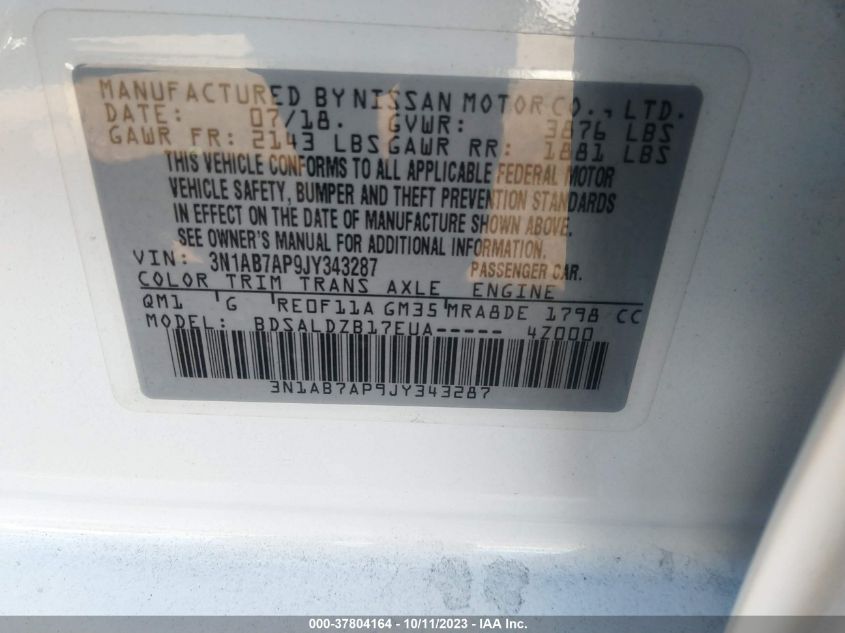 MANUFACTURED BY NISSAN MOTOR CO., LTD.
DATE: 07/18. GVWR: 3876 LBS
GAWR FR: 2143 LBS GAWR RR: 1881 LBS
THIS VEHICLE CONFORMS TO ALL APPLICABLE FEDERAL MOTOR
VEHICLE SAFETY, BUMPER AND THEFT PREVENTION STANDARDS
IN EFFECT ON THE DATE OF MANUFACTURE SHOWN ABOVE.
SEE OWNER'S MANUAL FOR ADDITIONAL INFORMATION.
VIN: 3N1AB7AP9JY343287 PASSENGER CAR.
COLOR TRIM TRANS AXLE ENGINE
QM1 G RE0F11A GM35 MRA8DE 1798 CC
MODEL: BDSALDZB17EUA----- 4Z000
3N1AB7AP9JY343287
000-37804164 - 10/11/2023 - IAA Inc.